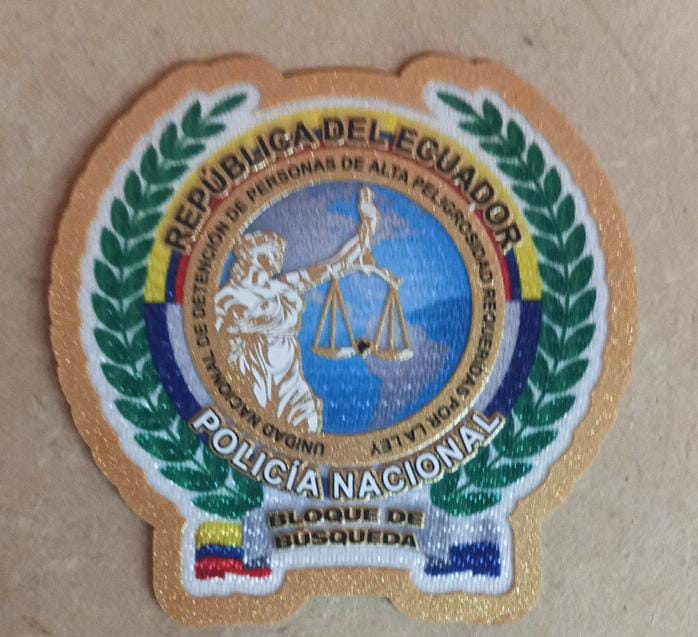 REPÚBLICA DEL ECUADOR
UNIDAD NACIONAL DE DETENCIÓN DE PERSONAS DE ALTA PELIGROSIDAD REQUERIDAS POR LA LEY
POLICÍA NACIONAL
BLOQUE DE
BÚSQUEDA